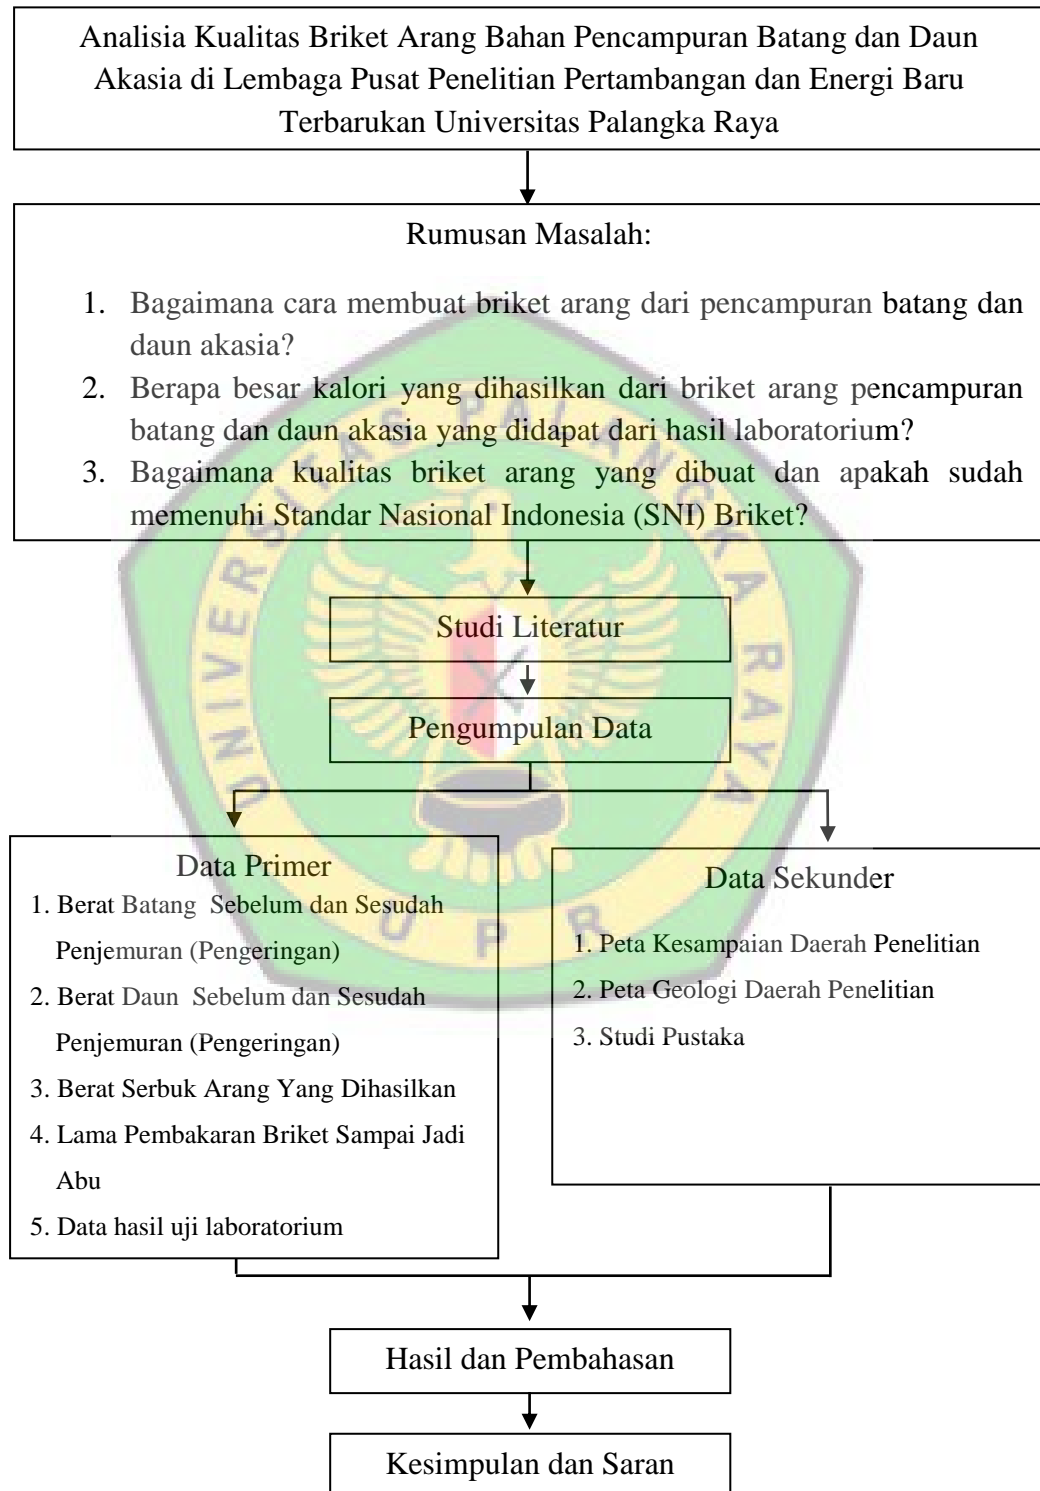 Analisia Kualitas Briket Arang Bahan Pencampuran Batang dan Daun
Akasia di Lembaga Pusat Penelitian Pertambangan dan Energi Baru
Terbarukan Universitas Palangka Raya
Rumusan Masalah:
1. Bagaimana cara membuat briket arang dari pencampuran batang dan
daun akasia?
2. Berapa besar kalori yang dihasilkan dari briket arang pencampuran
batang dan daun akasia yang didapat dari hasil laboratorium?
3. Bagaimana kualitas briket arang yang dibuat dan apakah sudah
memenuhi Standar Nasional Indonesia (SNI) Briket?
UNIVERSITAS PALANGKA RAYA
Studi Literatur
Pengumpulan Data
Data Primer
1. Berat Batang Sebelum dan Sesudah
Penjemuran (Pengeringan)
2. Berat Daun Sebelum dan Sesudah
Penjemuran (Pengeringan)
3. Berat Serbuk Arang Yang Dihasilkan
4. Lama Pembakaran Briket Sampai Jadi
Abu
5. Data hasil uji laboratorium
Data Sekunder
1. Peta Kesampaian Daerah Penelitian
2. Peta Geologi Daerah Penelitian
3. Studi Pustaka
UPR
Hasil dan Pembahasan
Kesimpulan dan Saran